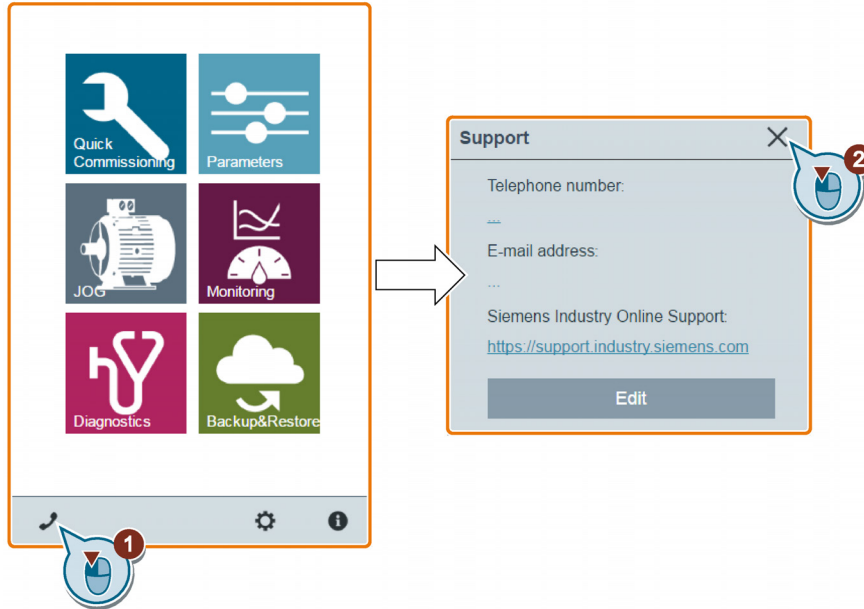 Quick
Commissioning
Parameters
JOG
Monitoring
Diagnostics
Backup&Restore
1
Support
2
Telephone number:
...
E-mail address:
...
Siemens Industry Online Support:
https://support.industry.siemens.com
Edit